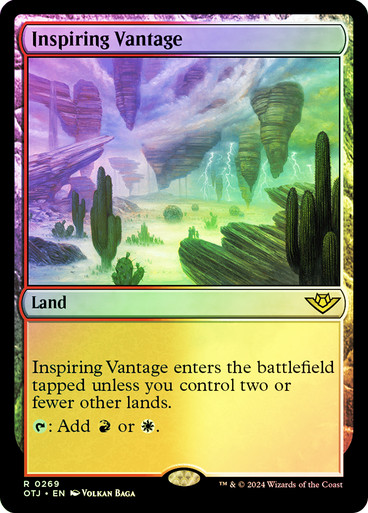 Inspiring Vantage
Land
Inspiring Vantage enters the battlefield
tapped unless you control two or
fewer other lands.
: Add or .
R 0269
OTJ • EN Volkan Baga
™ & © 2024 Wizards of the Coast